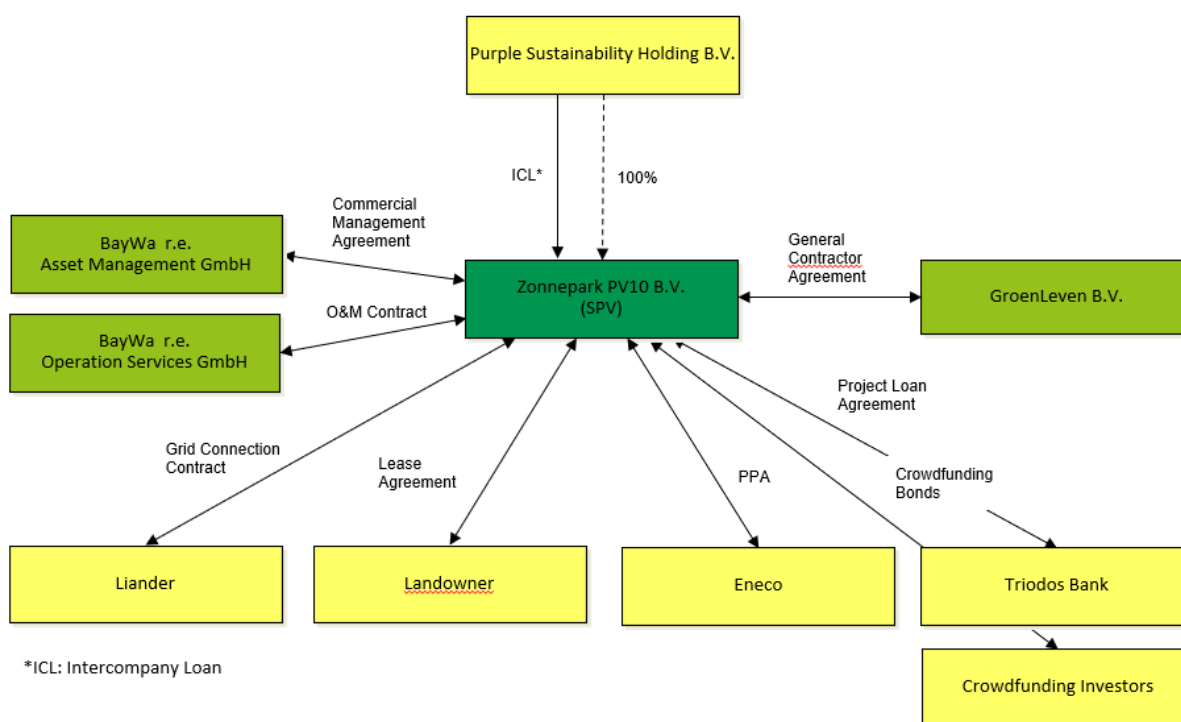 Purple Sustainability Holding B.V.
ICL*
100%
Commercial
Management
Agreement
BayWa r.e.
Asset Management GmbH
General
Contractor
Agreement
Zonnepark PV10 B.V.
(SPV)
GroenLeven B.V.
O&M Contract
BayWa r.e.
Operation Services GmbH
Project Loan
Agreement
Grid Connection
Contract
Lease
Agreement
PPA
Crowdfunding
Bonds
Liander
Landowner
Eneco
Triodos Bank
*ICL: Intercompany Loan
Crowdfunding Investors